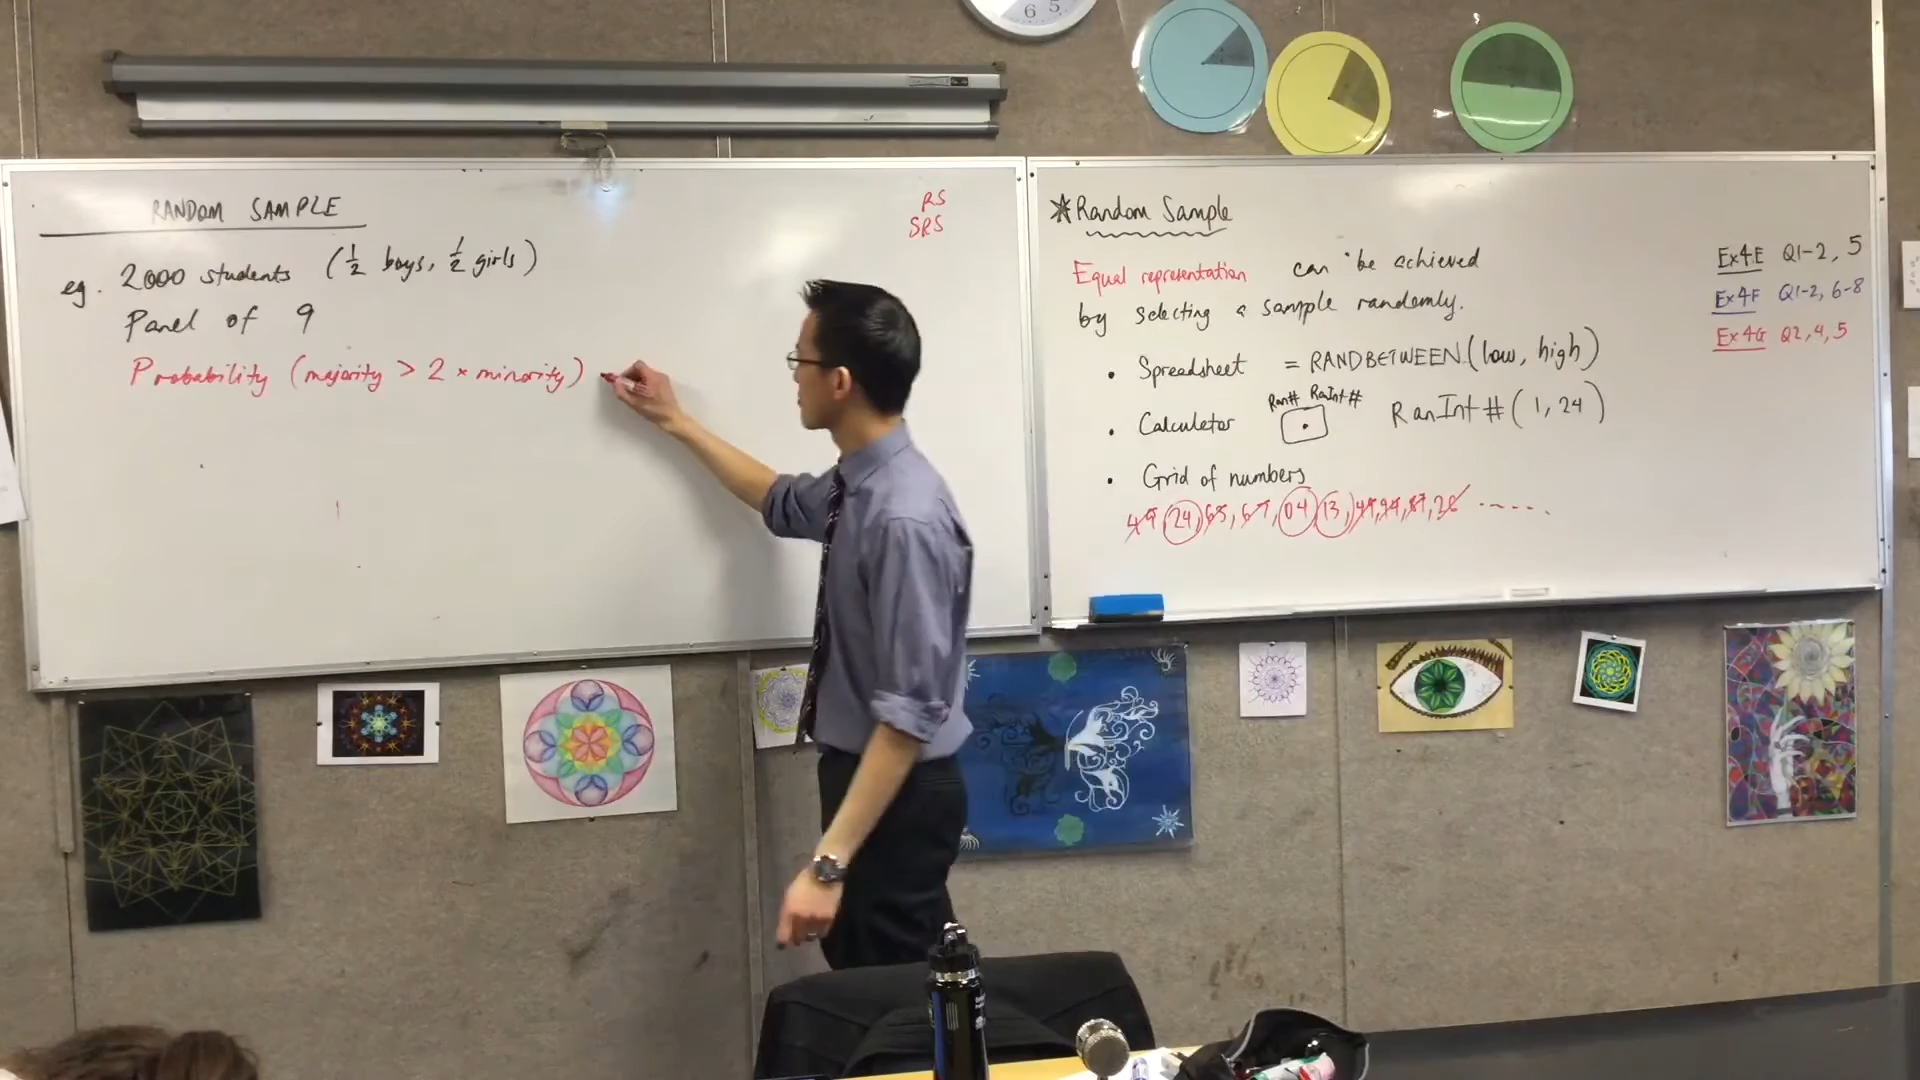 6 5
RANDOM SAMPLE
eg. 2000 students (1/2 boys, 1/2 girls)
Panel of 9
Probability (majority > 2 × minority)
RS
SRS
*Random Sample
Equal representation can be achieved
by selecting a sample randomly.
• Spreadsheet = RANDBETWEEN(low, high)
• Calculator Ran# RanInt# RanInt#(1, 24)
• Grid of numbers
49, 24, 65, 67, 04, 13, 49, 94, 87, 26 ......
Ex4E Q1-2, 5
Ex4F Q1-2, 6-8
Ex4G Q2, 4, 5